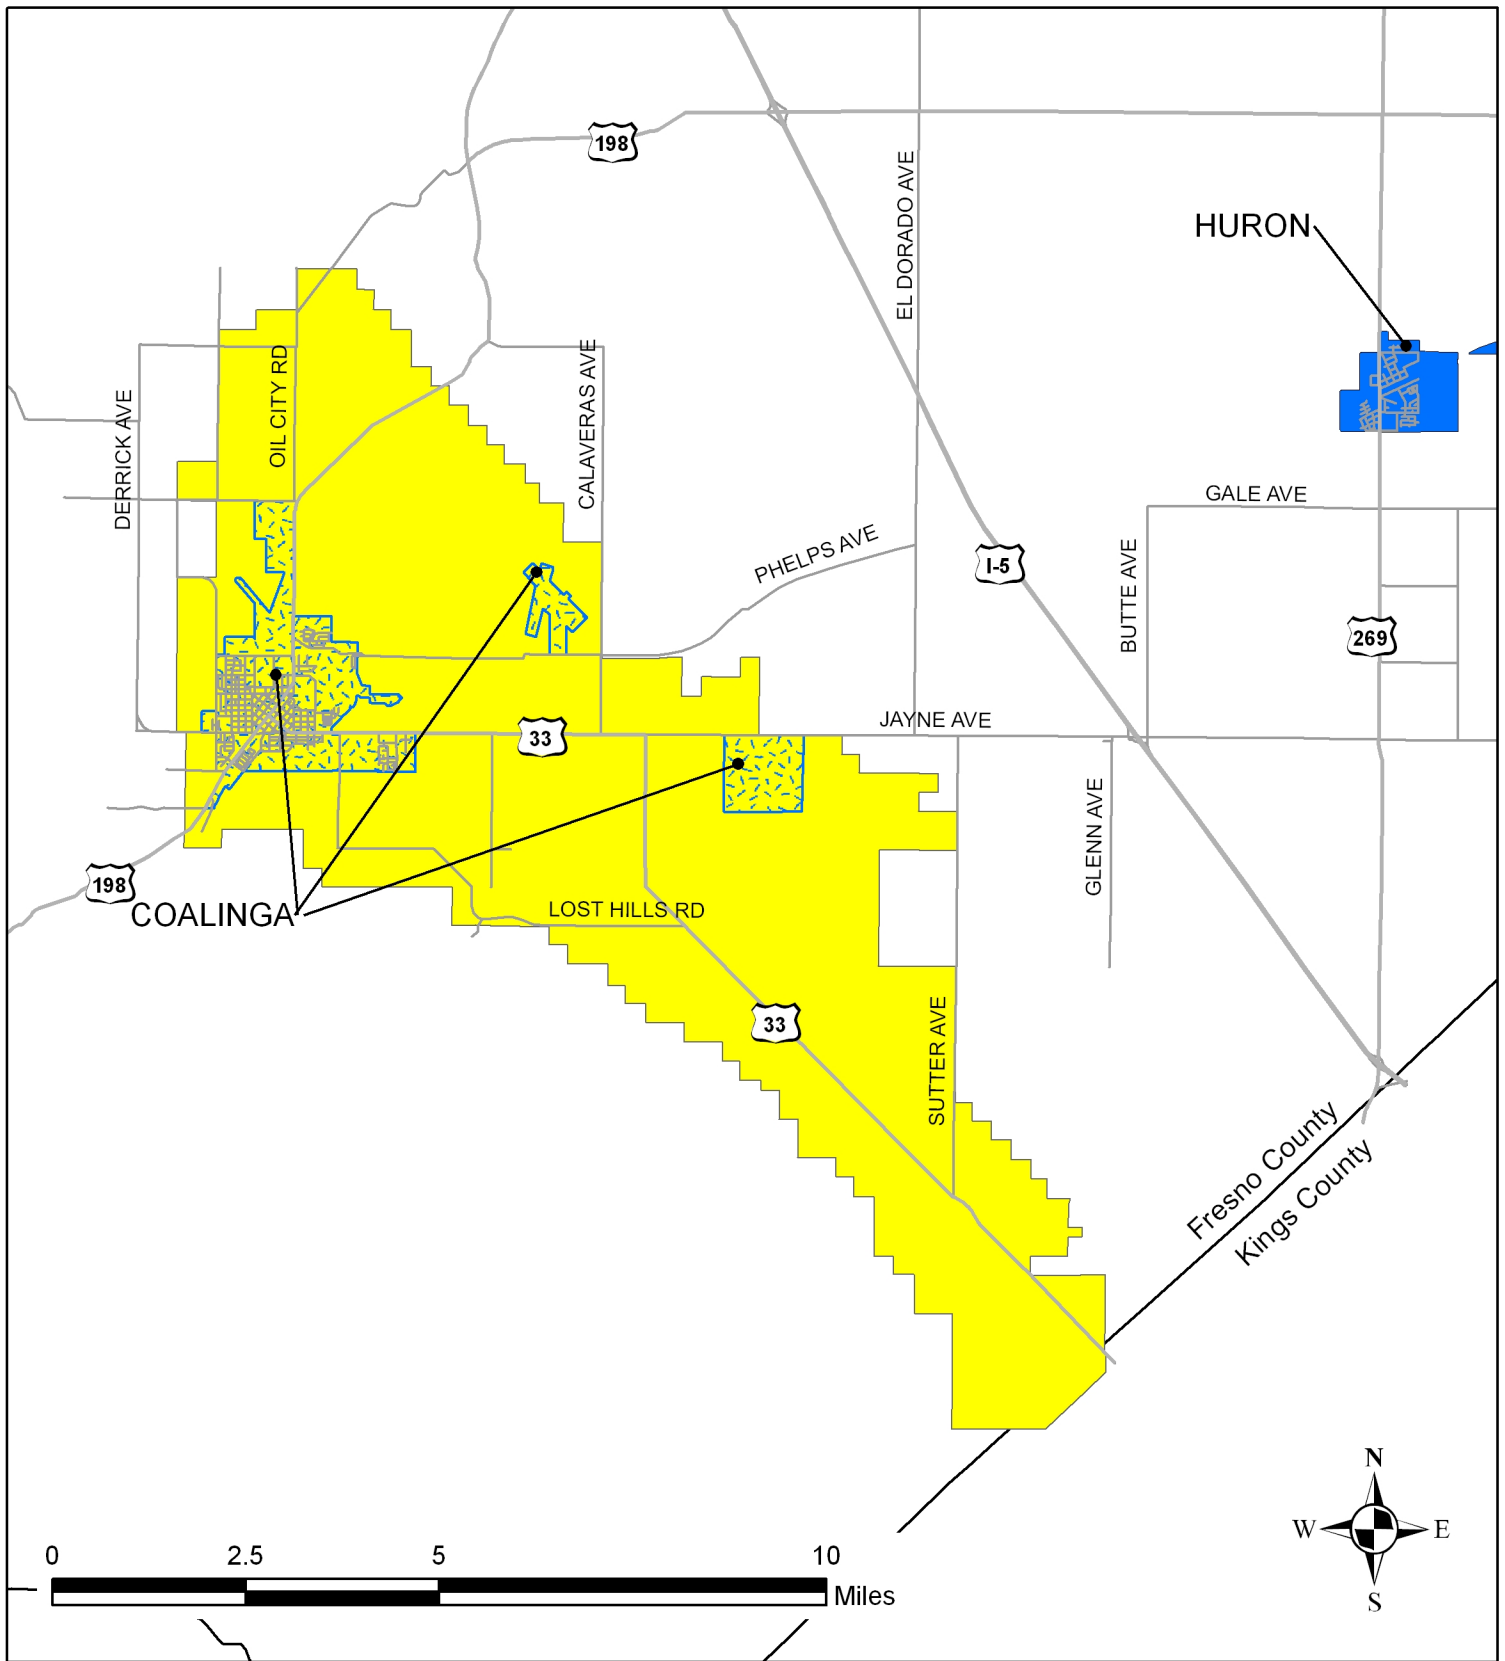 198
EL DORADO AVE
HURON
OIL CITY RD
DERRICK AVE
CALAVERAS AVE
GALE AVE
PHELPS AVE
I-5
BUTTE AVE
269
JAYNE AVE
33
GLENN AVE
198
COALINGA
LOST HILLS RD
33
SUTTER AVE
Fresno County
Kings County
N
W
E
S
0
2.5
5
10
Miles